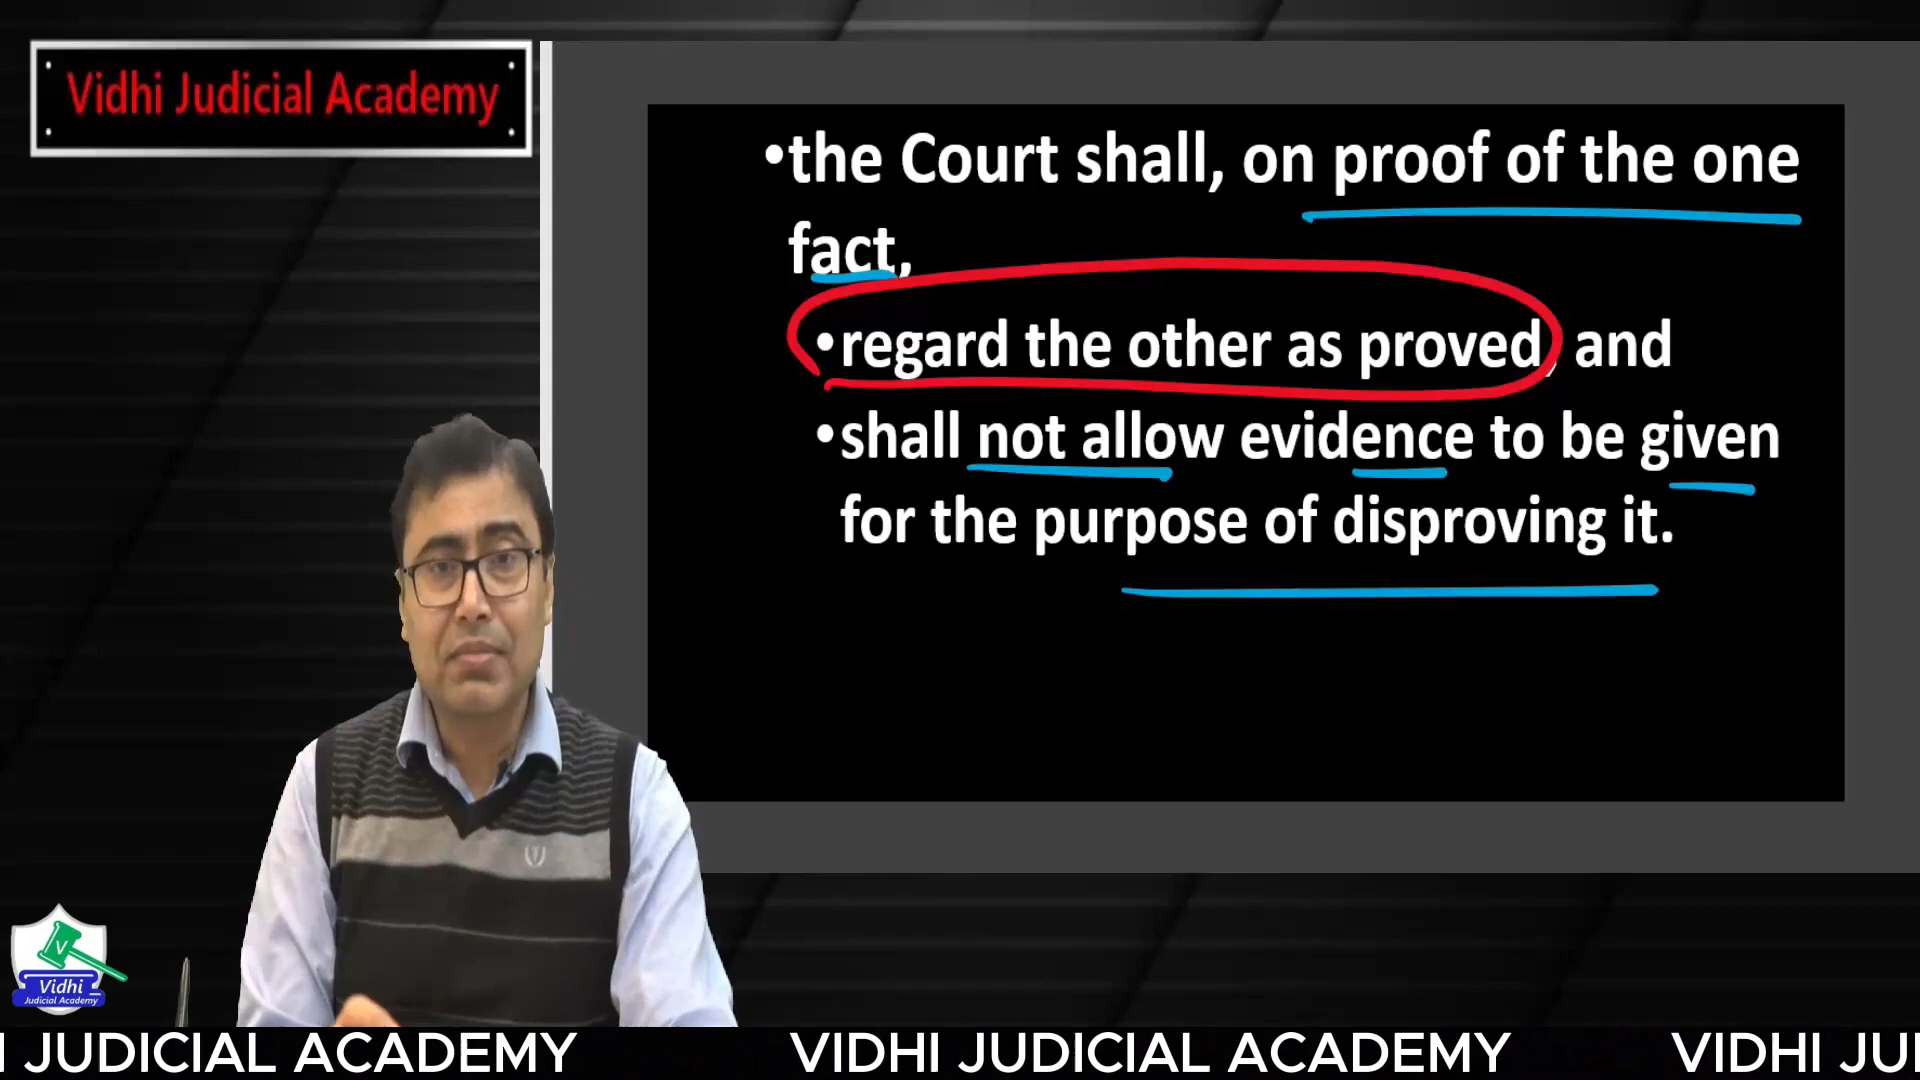 Vidhi Judicial Academy
•the Court shall, on proof of the one
fact,
•regard the other as proved, and
•shall not allow evidence to be given
for the purpose of disproving it.
V
Vidhi
Judicial Academy
I JUDICIAL ACADEMY VIDHI JUDICIAL ACADEMY VIDHI JUI